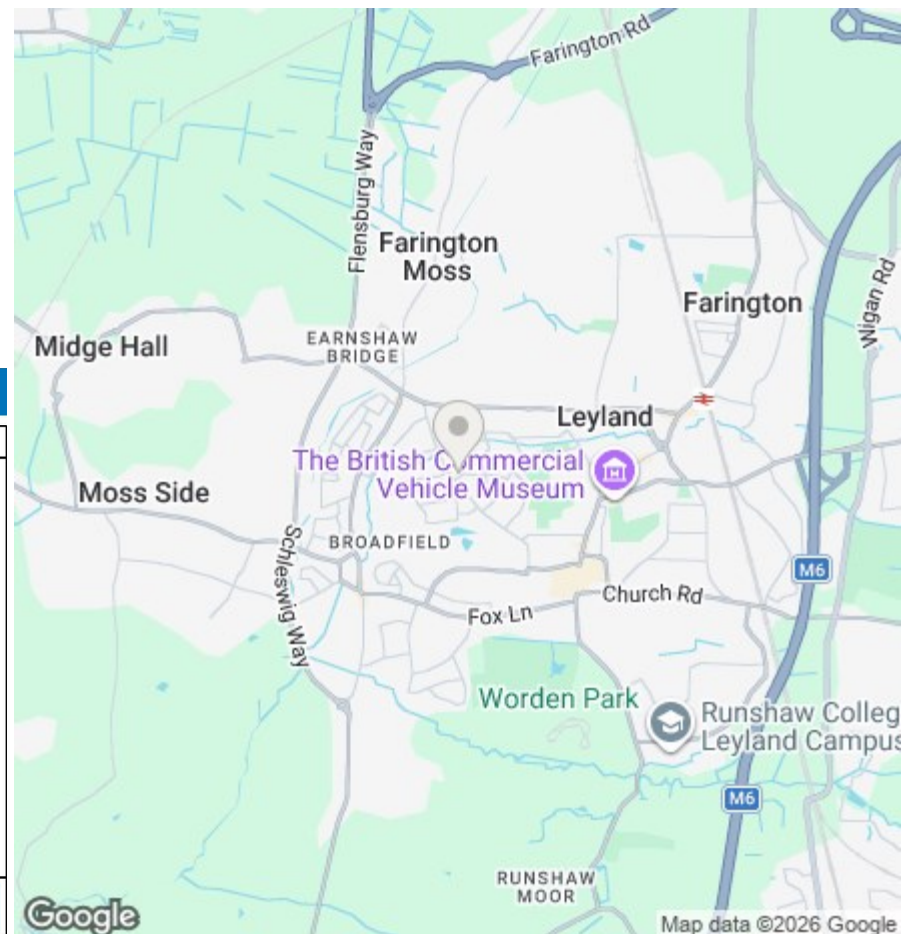 Farington Rd
Flensburg Way
Farington
Moss
Farington
Wigan Rd
EARNSHAW
BRIDGE
Midge Hall
Leyland
The British Commercial
Vehicle Museum
Moss Side
BROADFIELD
Schleswig Way
M6
Church Rd
Fox Ln
Worden Park
Runshaw Colleg
Leyland Campus
M6
RUNSHAW
MOOR
Google
Map data ©2026 Google